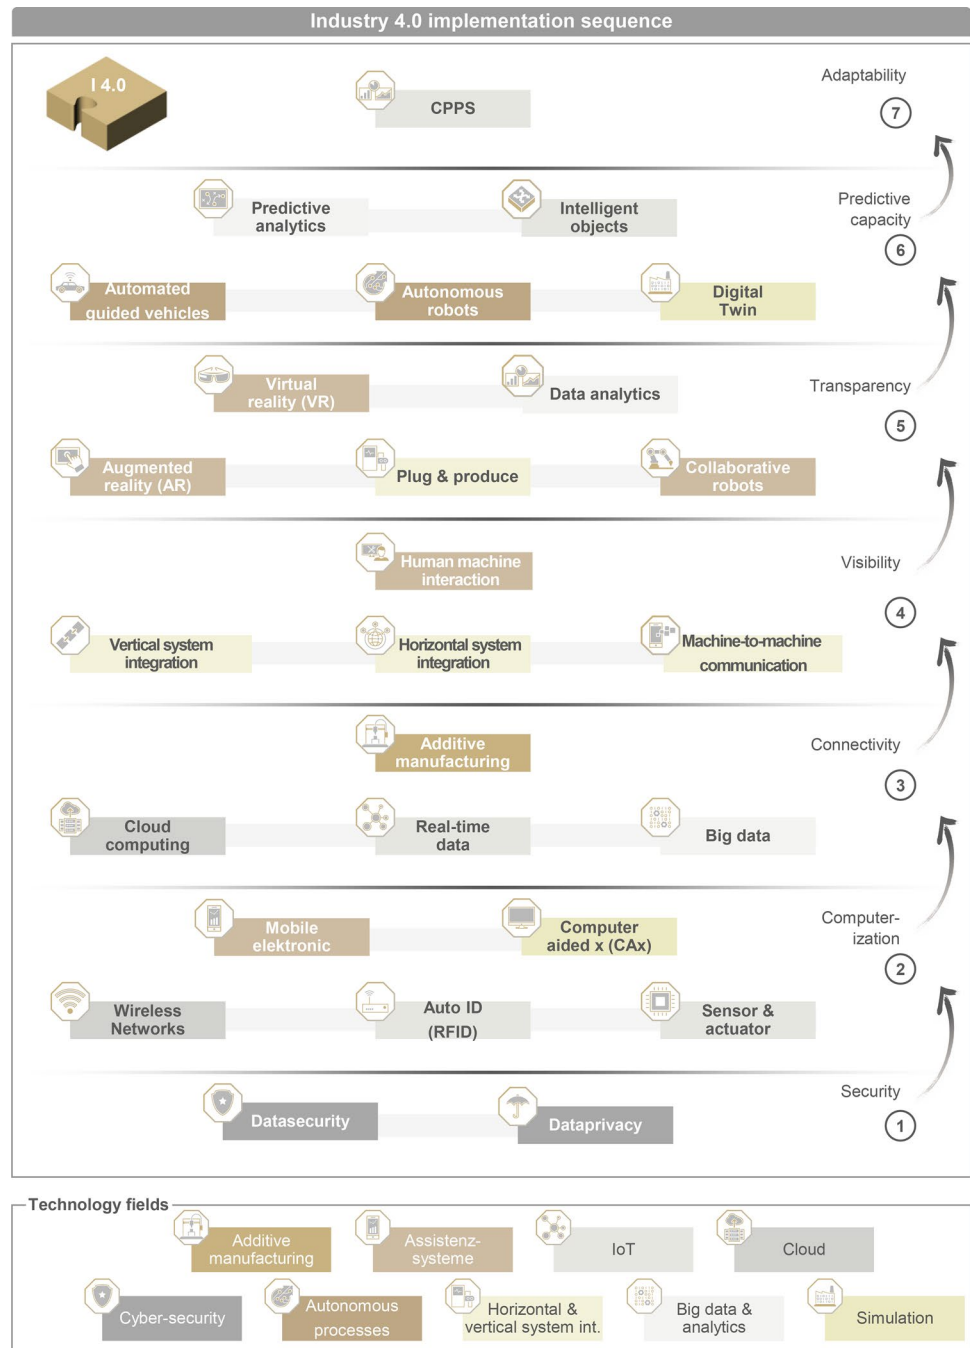 Industry 4.0 implementation sequence
I 4.0
CPPS
Adaptability
7
Predictive
analytics
Intelligent
objects
Predictive
capacity
6
Automated
guided vehicles
Autonomous
robots
Digital
Twin
Virtual
reality (VR)
Data analytics
Transparency
5
Augmented
reality (AR)
Plug & produce
Collaborative
robots
Human machine
interaction
Visibility
4
Vertical system
integration
Horizontal system
integration
Machine-to-machine
communication
Additive
manufacturing
Connectivity
3
Cloud
computing
Real-time
data
Big data
Mobile
elektronic
Computer
aided x (CAx)
Computer-
ization
2
Wireless
Networks
Auto ID
(RFID)
Sensor &
actuator
Security
1
Datasecurity
Dataprivacy
Technology fields
Additive
manufacturing
Assistenz-
systeme
IoT
Cloud
Cyber-security
Autonomous
processes
Horizontal &
vertical system int.
Big data &
analytics
Simulation